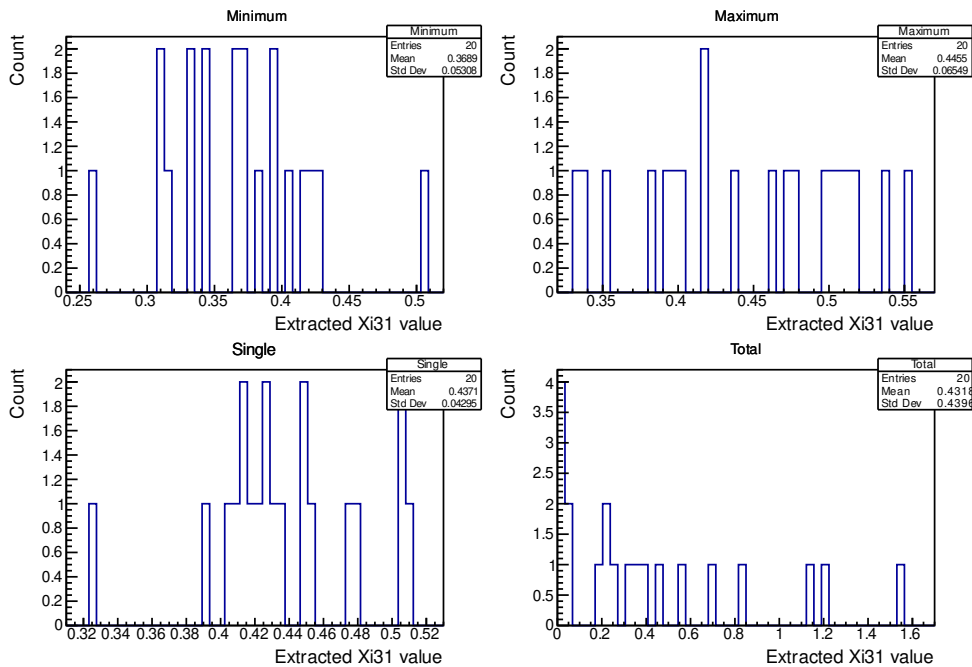 Minimum
Minimum
Entries 20
Mean 0.3689
Std Dev 0.05308
Count
2
1.8
1.6
1.4
1.2
1
0.8
0.6
0.4
0.2
0
0.25 0.3 0.35 0.4 0.45 0.5
Extracted Xi31 value
Maximum
Maximum
Entries 20
Mean 0.4455
Std Dev 0.06549
Count
2
1.8
1.6
1.4
1.2
1
0.8
0.6
0.4
0.2
0
0.35 0.4 0.45 0.5 0.55
Extracted Xi31 value
Single
Single
Entries 20
Mean 0.4371
Std Dev 0.04295
Count
2
1.8
1.6
1.4
1.2
1
0.8
0.6
0.4
0.2
0
0.32 0.34 0.36 0.38 0.4 0.42 0.44 0.46 0.48 0.5 0.52
Extracted Xi31 value
Total
Total
Entries 20
Mean 0.4318
Std Dev 0.4396
Count
4
3.5
3
2.5
2
1.5
1
0.5
0
0 0.2 0.4 0.6 0.8 1 1.2 1.4 1.6
Extracted Xi31 value